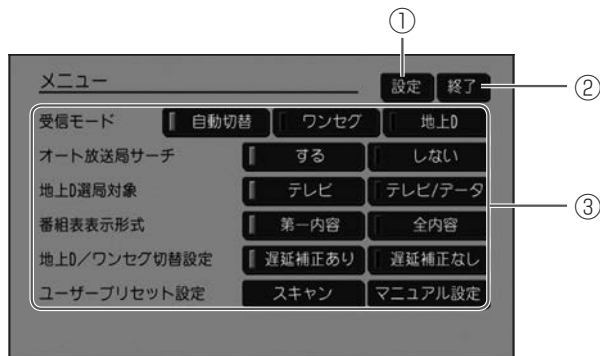 ①
メニュー 設定 終了 ②
受信モード 自動切替 ワンセグ 地上D
オート放送局サーチ する しない
地上D選局対象 テレビ テレビ/データ ③
番組表表示形式 第一内容 全内容
地上D/ワンセグ切替設定 遅延補正あり 遅延補正なし
ユーザープリセット設定 スキャン マニュアル設定